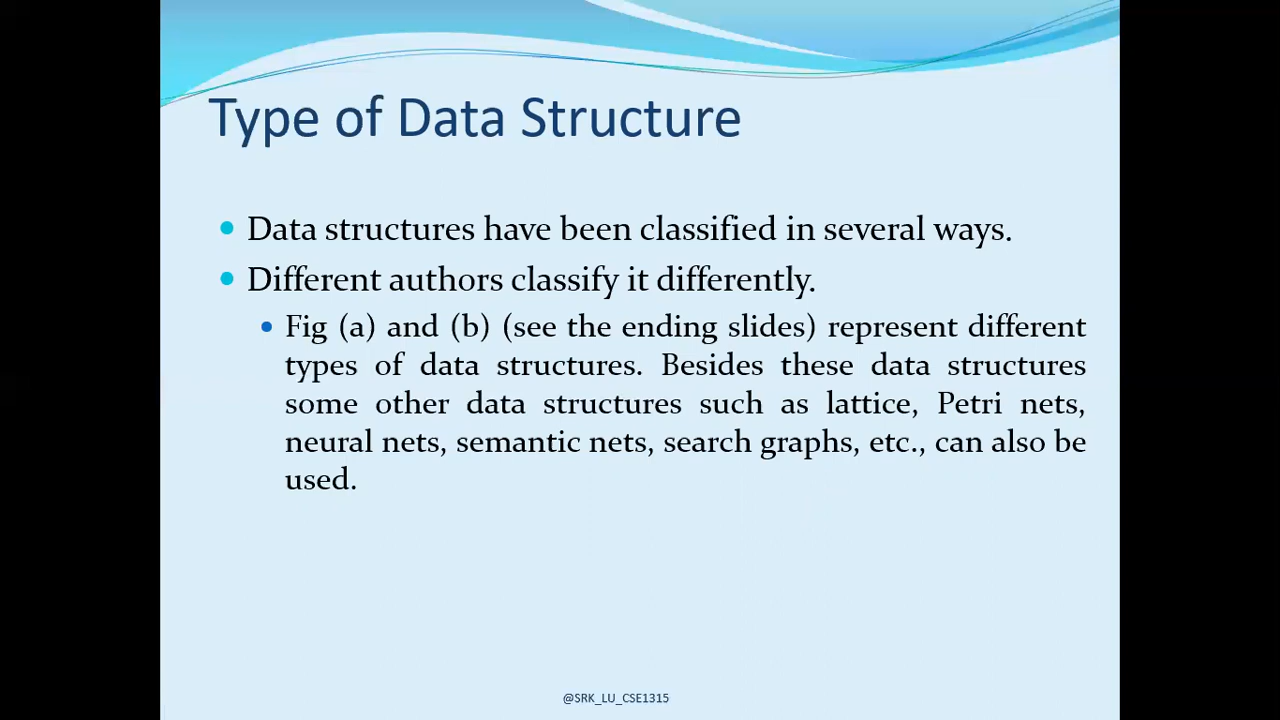 Type of Data Structure
Data structures have been classified in several ways.
Different authors classify it differently.
Fig (a) and (b) (see the ending slides) represent different
types of data structures. Besides these data structures
some other data structures such as lattice, Petri nets,
neural nets, semantic nets, search graphs, etc., can also be
used.
@SRK_LU_CSE1315